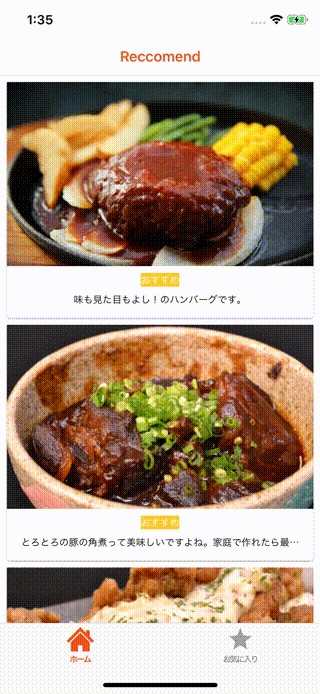 1:35
Reccomend
おすすめ
味も見た目もよし！のハンバーグです。
おすすめ
とろとろの豚の角煮って美味しいですよね。家庭で作れたら最…
ホーム
お気に入り